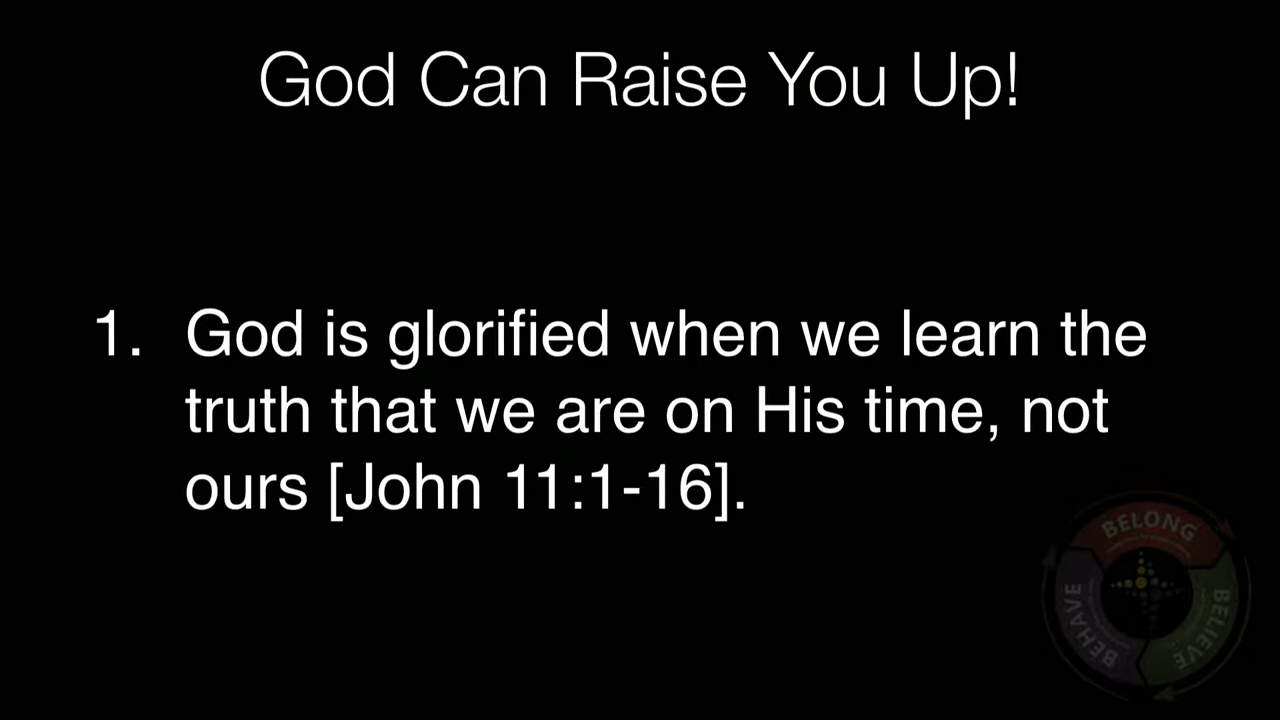 God Can Raise You Up!
1. God is glorified when we learn the
truth that we are on His time, not
ours [John 11:1-16].
BELONG
BELIEVE
BEHAVE